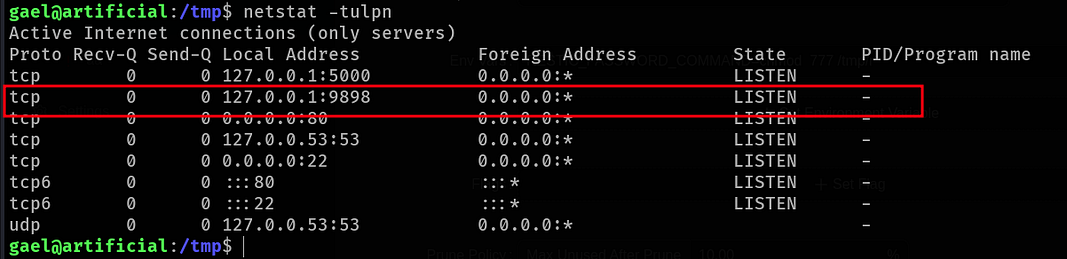 gael@artificial:/tmp$ netstat -tulpn
Active Internet connections (only servers)
Proto Recv-Q Send-Q Local Address           Foreign Address         State       PID/Program name
tcp        0      0 127.0.0.1:5000          0.0.0.0:*               LISTEN      -
tcp        0      0 127.0.0.1:9898          0.0.0.0:*               LISTEN      -
tcp        0      0 0.0.0.0:80              0.0.0.0:*               LISTEN      -
tcp        0      0 127.0.0.53:53           0.0.0.0:*               LISTEN      -
tcp        0      0 0.0.0.0:22              0.0.0.0:*               LISTEN      -
tcp6       0      0 :::80                   :::*                    LISTEN      -
tcp6       0      0 :::22                   :::*                    LISTEN      -
udp        0      0 127.0.0.53:53           0.0.0.0:*                           -
gael@artificial:/tmp$